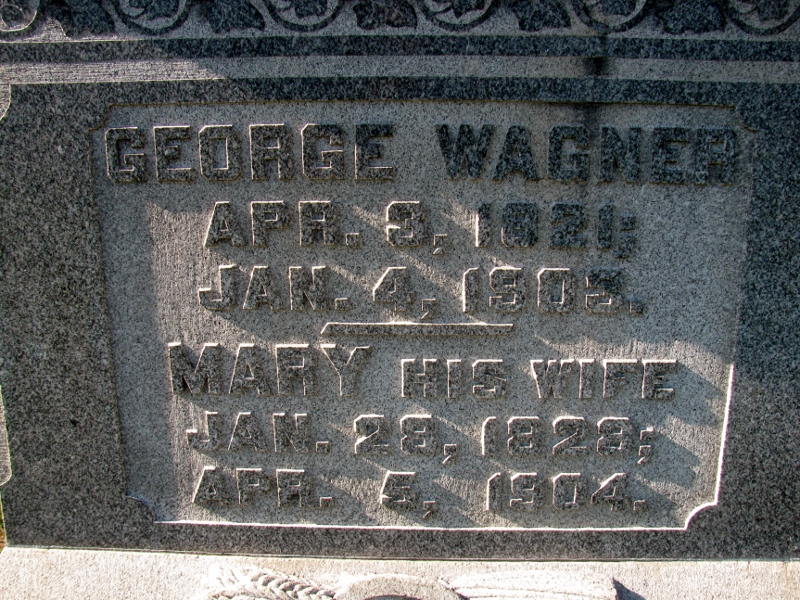 GEORGE WAGNER
APR. 3, 1821;
JAN. 4, 1905.
MARY HIS WIFE
JAN. 28, 1828;
APR. 5, 1904.